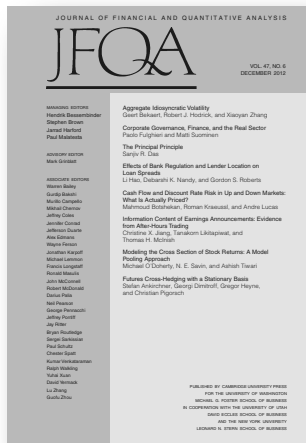 JOURNAL OF FINANCIAL AND QUANTITATIVE ANALYSIS
JFQA
VOL. 47, NO. 6
DECEMBER 2012
MANAGING EDITORS
Hendrik Bessembinder
Stephen Brown
Jarrad Harford
Paul Malatesta
ADVISORY EDITOR
Mark Grinblatt
ASSOCIATE EDITORS
Warren Bailey
Gurdip Bakshi
Murillo Campello
Mikhail Chernov
Jeffrey Coles
Jennifer Conrad
Jefferson Duarte
Alex Edmans
Wayne Ferson
Jonathan Karpoff
Michael Lemmon
Francis Longstaff
Ronald Masulis
John McConnell
Robert McDonald
Darius Palia
Neil Pearson
George Pennacchi
Jeffrey Pontiff
Jay Ritter
Bryan Routledge
Sergei Sarkissian
Paul Schultz
Chester Spatt
Kumar Venkataraman
Ralph Walkling
Yuhai Xuan
David Yermack
Lu Zhang
Guofu Zhou
Aggregate Idiosyncratic Volatility
Geert Bekaert, Robert J. Hodrick, and Xiaoyan Zhang
Corporate Governance, Finance, and the Real Sector
Paolo Fulghieri and Matti Suominen
The Principal Principle
Sanjiv R. Das
Effects of Bank Regulation and Lender Location on
Loan Spreads
Li Hao, Debarshi K. Nandy, and Gordon S. Roberts
Cash Flow and Discount Rate Risk in Up and Down Markets:
What Is Actually Priced?
Mahmoud Botshekan, Roman Kraeussl, and Andre Lucas
Information Content of Earnings Announcements: Evidence
from After-Hours Trading
Christine X. Jiang, Tanakorn Likitapiwat, and
Thomas H. McInish
Modeling the Cross Section of Stock Returns: A Model
Pooling Approach
Michael O'Doherty, N. E. Savin, and Ashish Tiwari
Futures Cross-Hedging with a Stationary Basis
Stefan Ankirchner, Georgi Dimitroff, Gregor Heyne,
and Christian Pigorsch
PUBLISHED BY CAMBRIDGE UNIVERSITY PRESS
FOR THE UNIVERSITY OF WASHINGTON
MICHAEL G. FOSTER SCHOOL OF BUSINESS
IN COOPERATION WITH THE UNIVERSITY OF UTAH
DAVID ECCLES SCHOOL OF BUSINESS
AND THE NEW YORK UNIVERSITY
LEONARD N. STERN SCHOOL OF BUSINESS